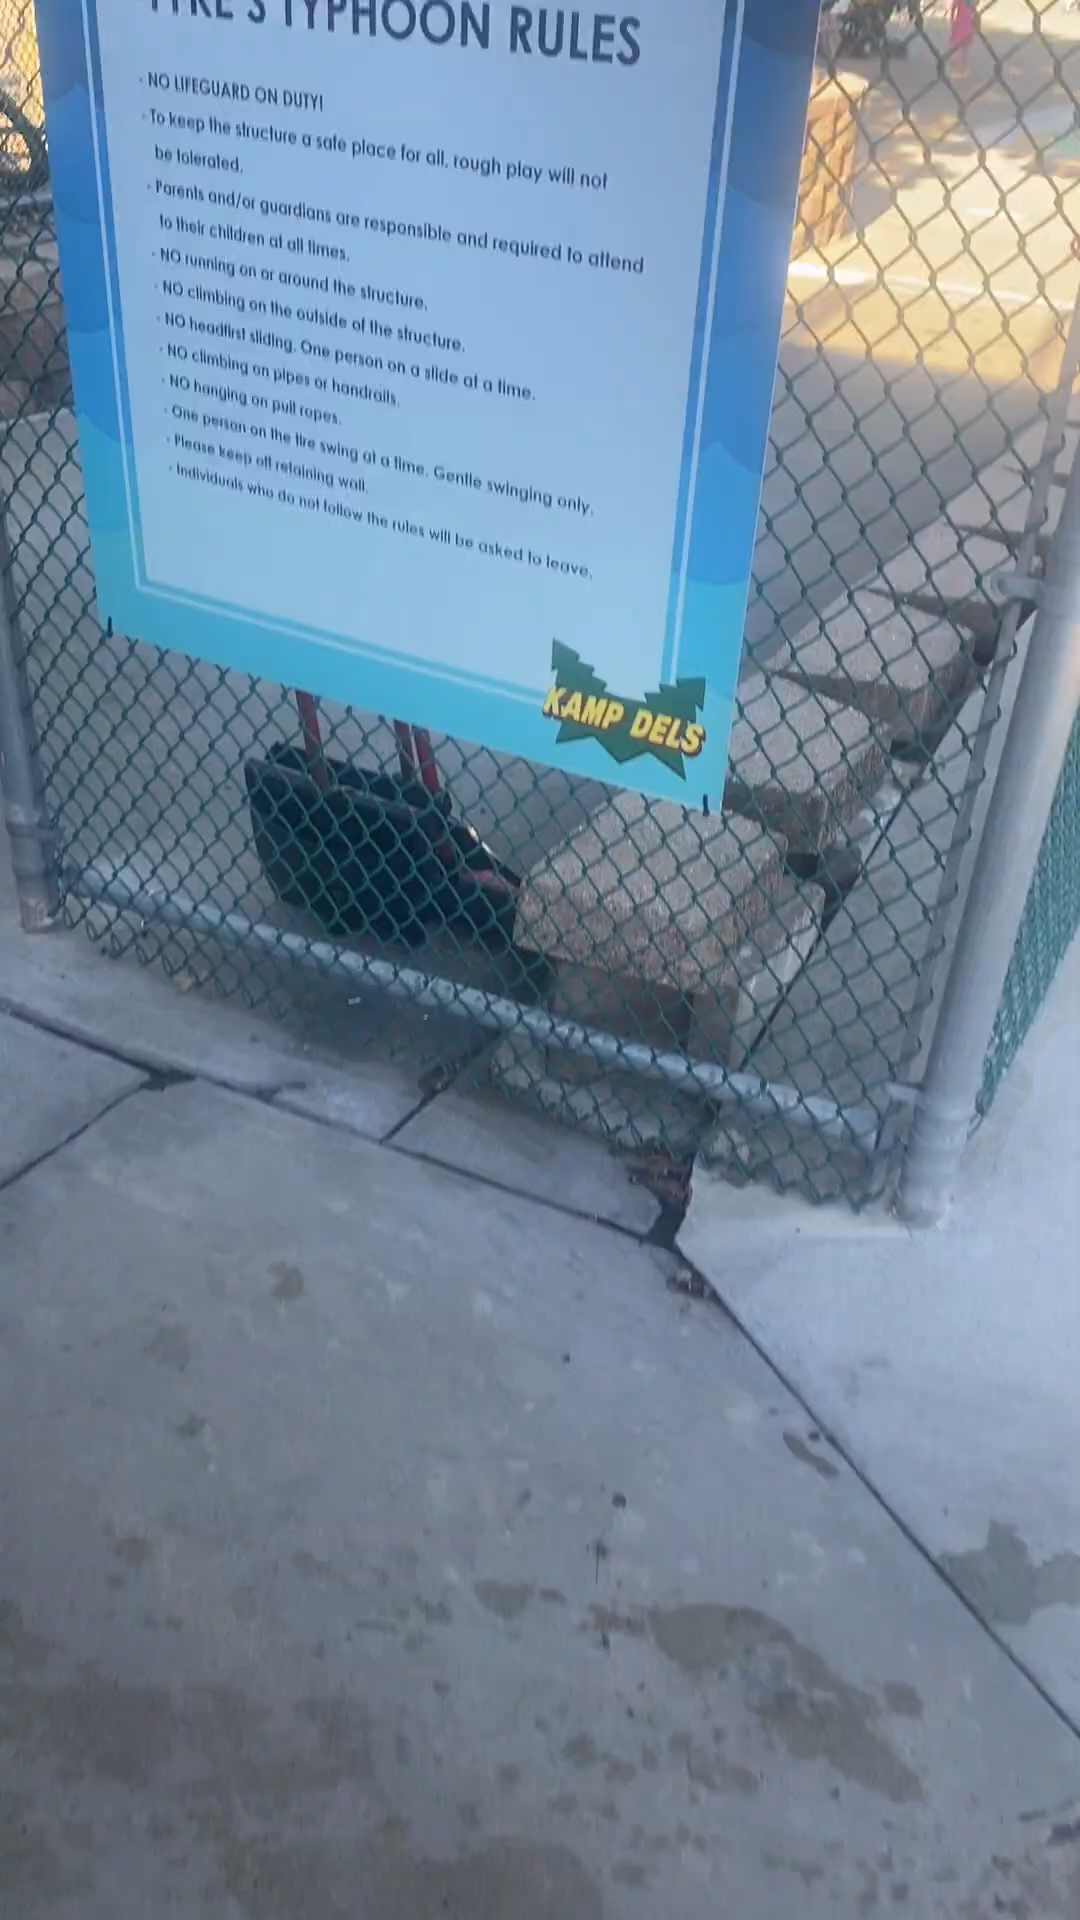 TYKE'S TYPHOON RULES
- NO LIFEGUARD ON DUTY!
- To keep the structure a safe place for all, rough play will not
be tolerated.
- Parents and/or guardians are responsible and required to attend
to their children at all times.
- NO running on or around the structure.
- NO climbing on the outside of the structure.
- NO headfirst sliding. One person on a slide at a time.
- NO climbing on pipes or handrails.
- NO hanging on pull ropes.
- One person on the tire swing at a time. Gentle swinging only.
- Please keep off retaining wall.
- Individuals who do not follow the rules will be asked to leave.
KAMP DELS